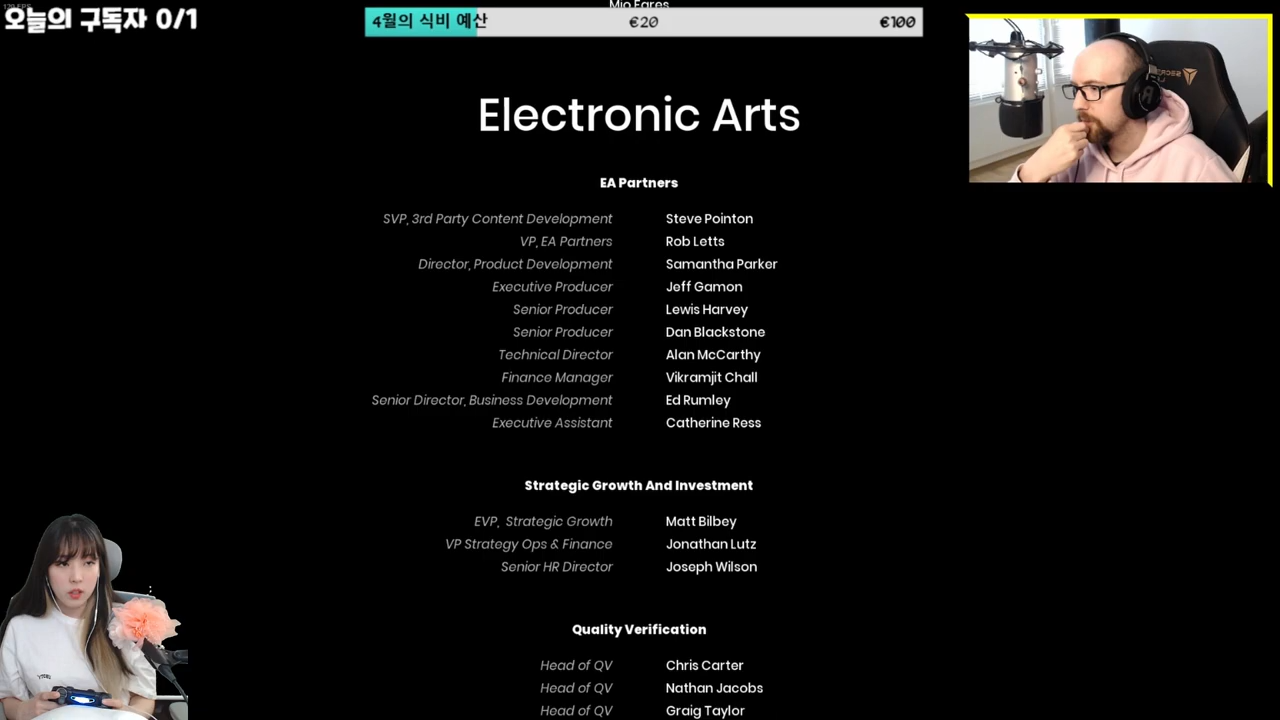 120 FPS
오늘의 구독자 0/1
Mio Fares
4월의 식비 예산 €20 €100
Electronic Arts
EA Partners
SVP, 3rd Party Content Development Steve Pointon
VP, EA Partners Rob Letts
Director, Product Development Samantha Parker
Executive Producer Jeff Gamon
Senior Producer Lewis Harvey
Senior Producer Dan Blackstone
Technical Director Alan McCarthy
Finance Manager Vikramjit Chall
Senior Director, Business Development Ed Rumley
Executive Assistant Catherine Ress
Strategic Growth And Investment
EVP, Strategic Growth Matt Bilbey
VP Strategy Ops & Finance Jonathan Lutz
Senior HR Director Joseph Wilson
Quality Verification
Head of QV Chris Carter
Head of QV Nathan Jacobs
Head of QV Graig Taylor